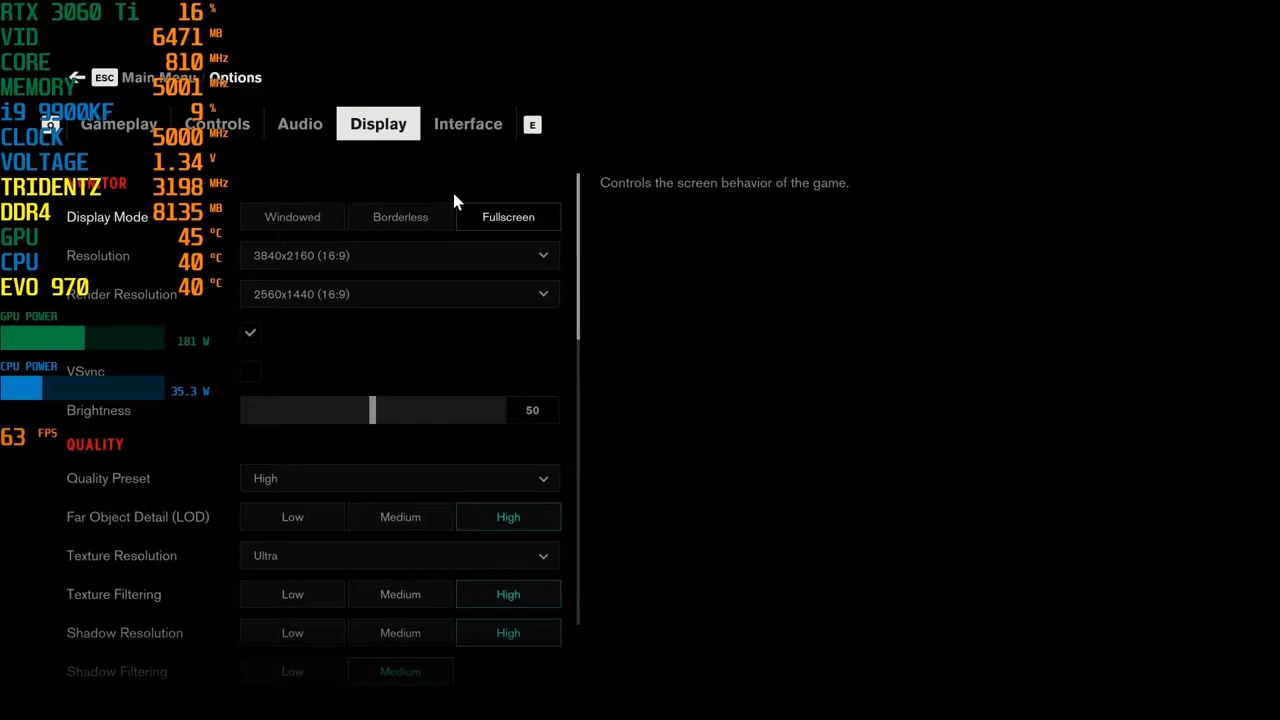 RTX 3060 Ti 16 %
VID 6471 MB
CORE 810 MHz
ESC Main Menu / Options
MEMORY 5001 MHz
i9 9900KF 9 %
Gameplay Controls Audio Display Interface E
CLOCK 5000 MHz
VOLTAGE 1.34 V
Controls the screen behavior of the game.
TRIDENTZ 3198 MHz
DDR4 8135 MB
Display Mode Windowed Borderless Fullscreen
GPU 45 °C
Resolution 3840x2160 (16:9)
CPU 40 °C
EVO 970 40 °C
Render Resolution 2560x1440 (16:9)
GPU POWER
181 W
CPU POWER
VSync
35.3 W
Brightness 50
63 FPS
QUALITY
Quality Preset High
Far Object Detail (LOD) Low Medium High
Texture Resolution Ultra
Texture Filtering Low Medium High
Shadow Resolution Low Medium High
Shadow Filtering Low Medium